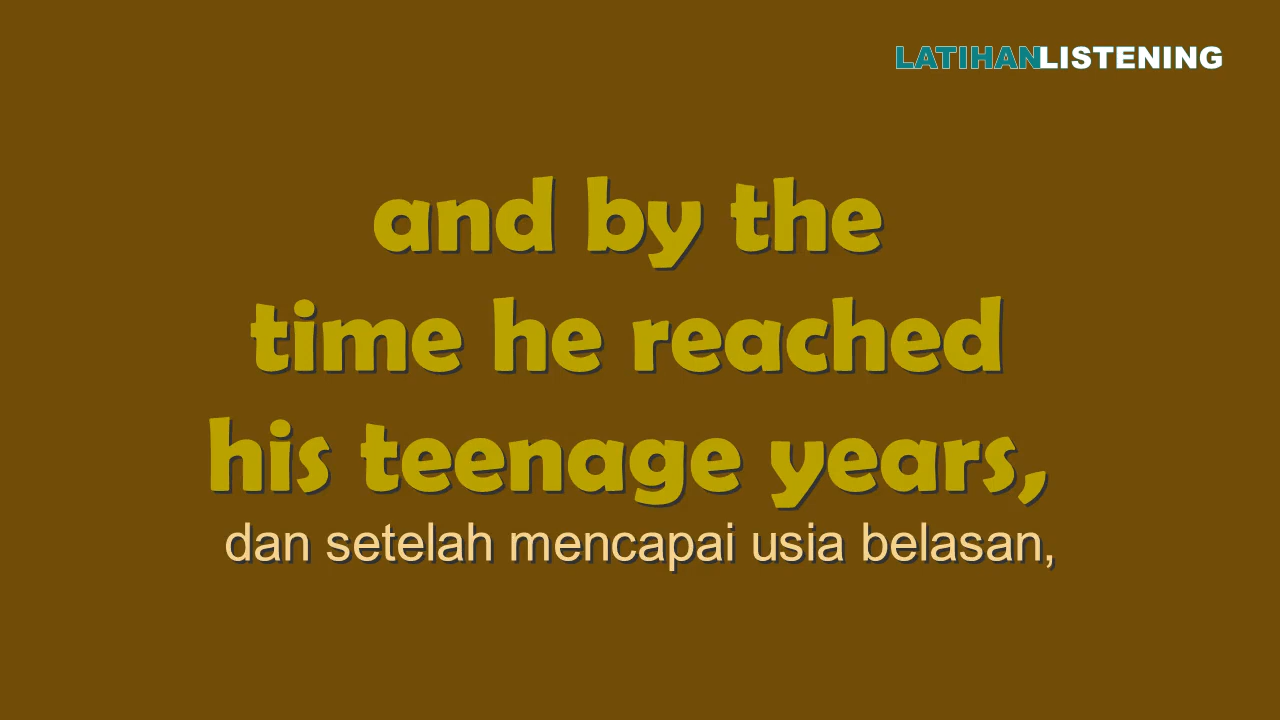 LATIHANLISTENING
and by the
time he reached
his teenage years,
dan setelah mencapai usia belasan,